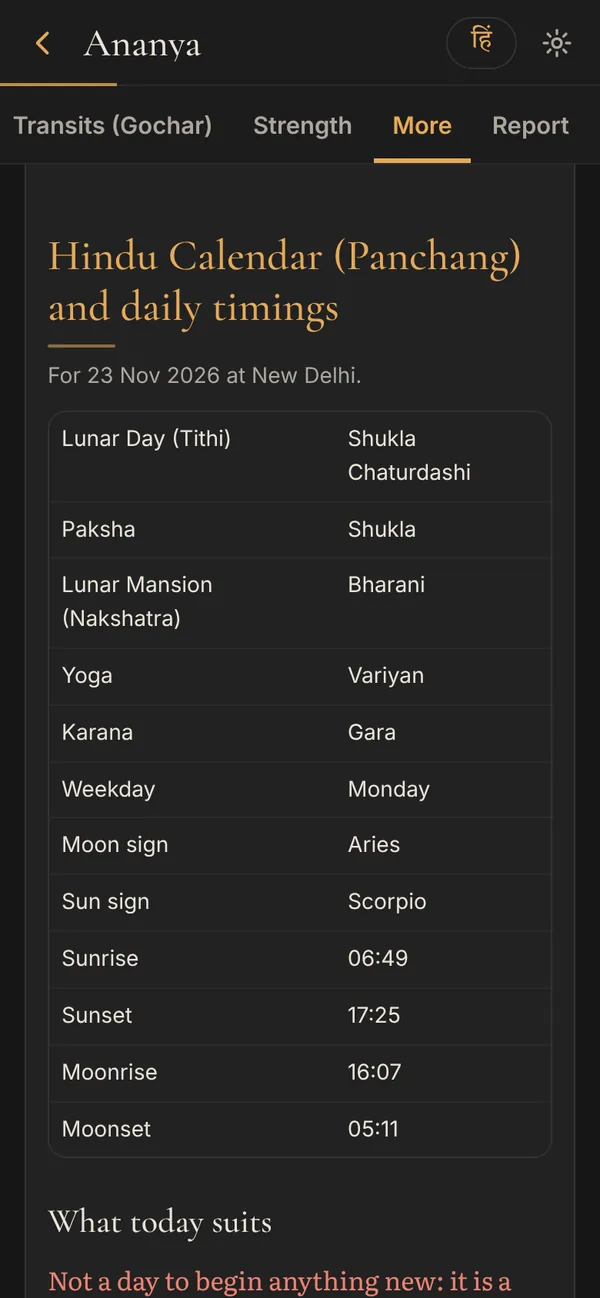 Ananya
हिं
Transits (Gochar) Strength More Report
Hindu Calendar (Panchang)
and daily timings
For 23 Nov 2026 at New Delhi.
Lunar Day (Tithi) Shukla
Chaturdashi
Paksha Shukla
Lunar Mansion Bharani
(Nakshatra)
Yoga Variyan
Karana Gara
Weekday Monday
Moon sign Aries
Sun sign Scorpio
Sunrise 06:49
Sunset 17:25
Moonrise 16:07
Moonset 05:11
What today suits
Not a day to begin anything new: it is a